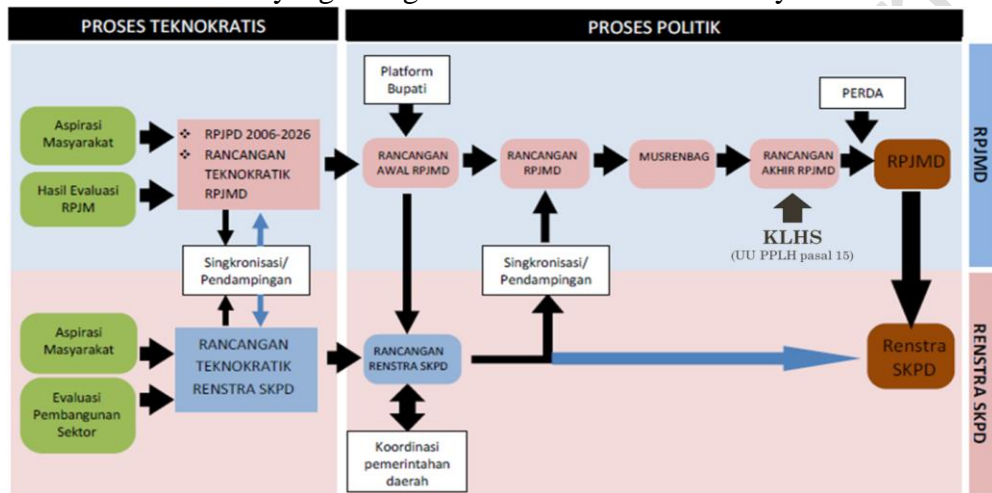 PROSES TEKNOKRATIS
PROSES POLITIK
Platform
Bupati
PERDA
Aspirasi
Masyarakat
Hasil Evaluasi
RPJM
❖ RPJPD 2006-2026
❖ RANCANGAN
TEKNOKRATIK
RPJMD
RANCANGAN
AWAL RPJMD
RANCANGAN
RPJMD
MUSRENBAG
RANCANGAN
AKHIR RPJMD
RPJMD
RPJMD
KLHS
(UU PPLH pasal 15)
Singkronisasi/
Pendampingan
Singkronisasi/
Pendampingan
Aspirasi
Masyarakat
Evaluasi
Pembangunan
Sektor
RANCANGAN
TEKNOKRATIK
RENSTRA SKPD
RANCANGAN
RENSTRA SKPD
Renstra
SKPD
RENSTRA SKPD
Koordinasi
pemerintahan
daerah